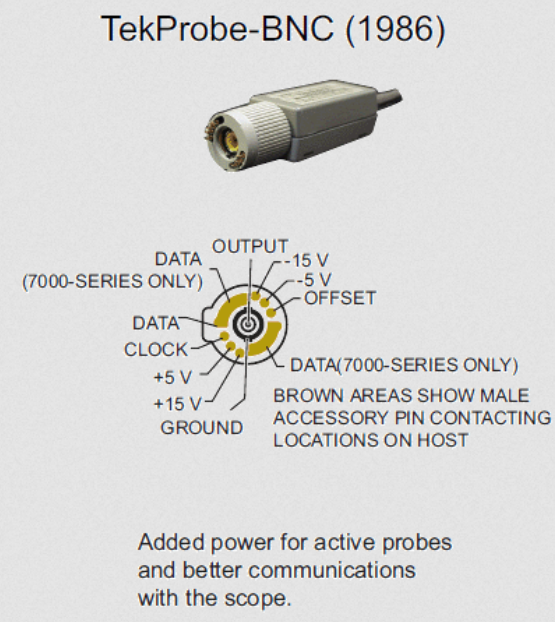 TekProbe-BNC (1986)
OUTPUT
DATA
(7000-SERIES ONLY)
-15 V
-5 V
OFFSET
DATA
CLOCK
+5 V
+15 V
GROUND
DATA(7000-SERIES ONLY)
BROWN AREAS SHOW MALE
ACCESSORY PIN CONTACTING
LOCATIONS ON HOST
Added power for active probes
and better communications
with the scope.